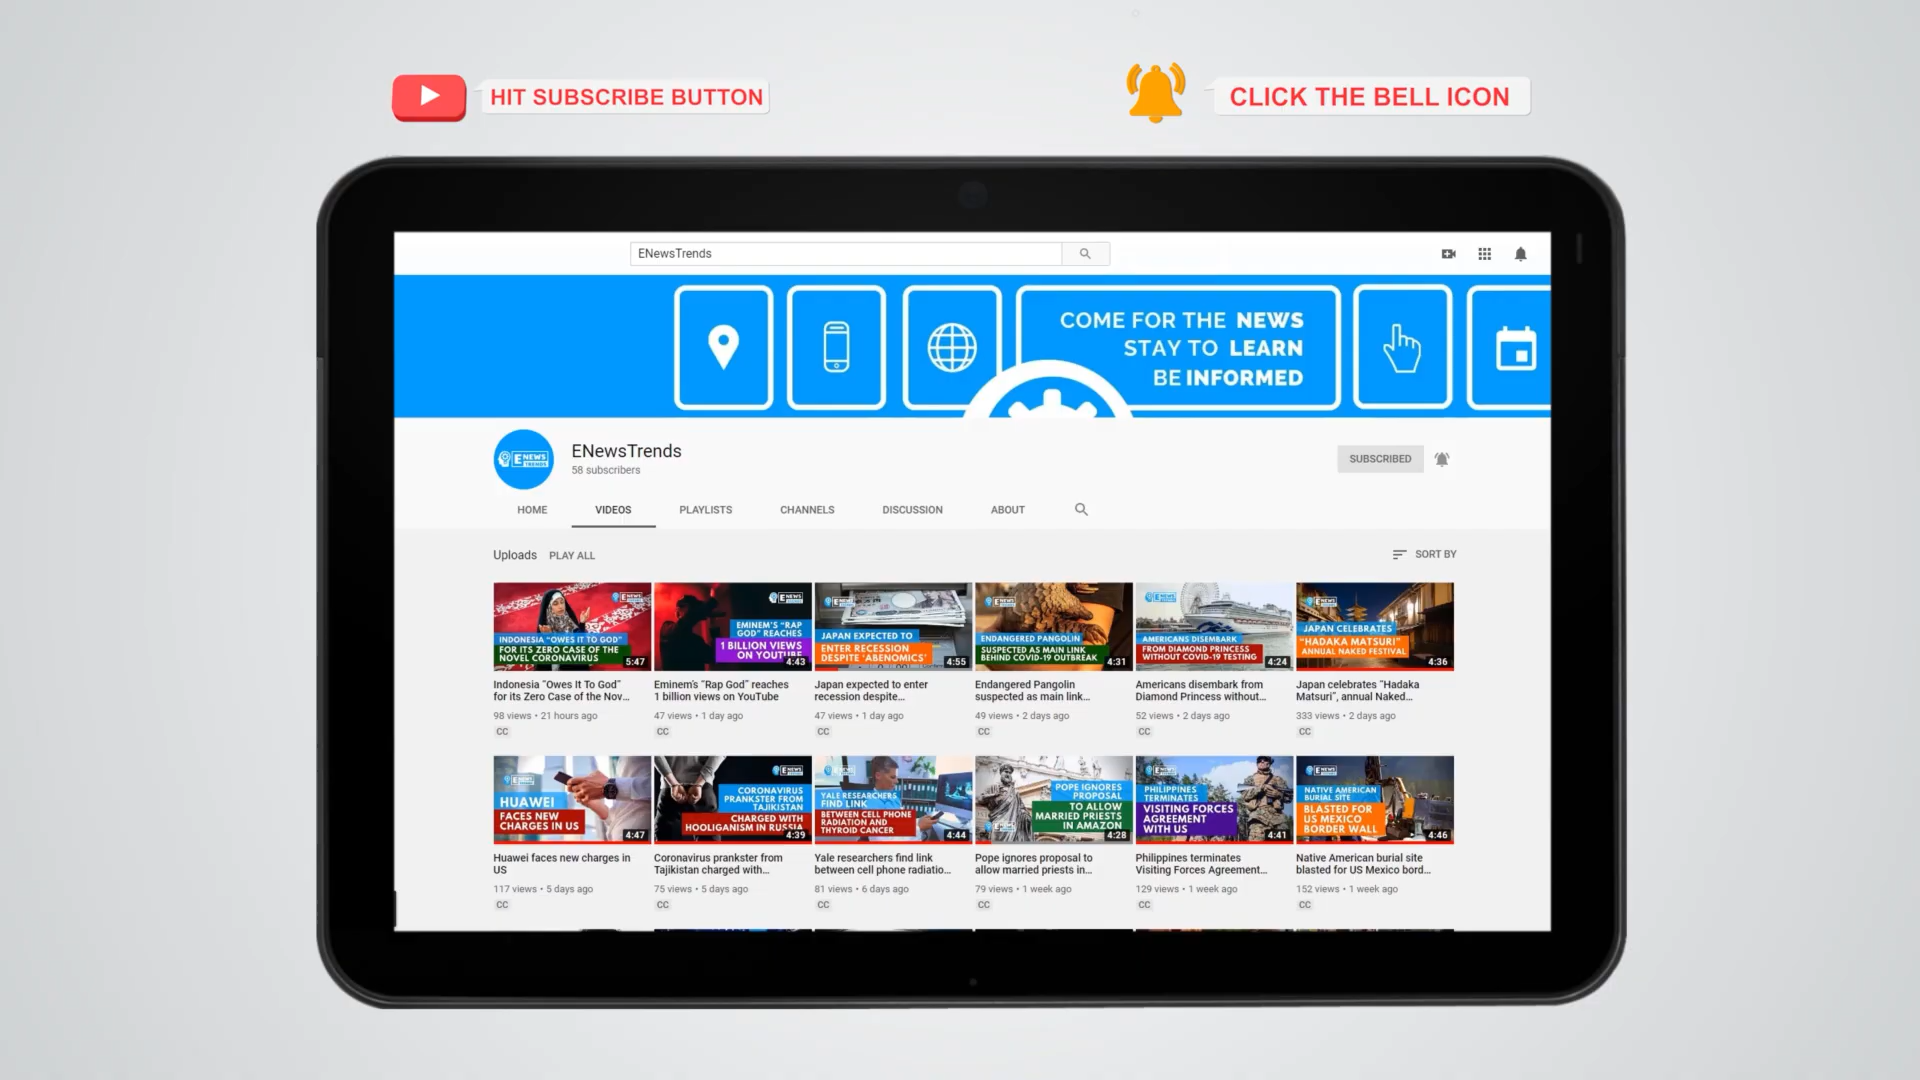 HIT SUBSCRIBE BUTTON
CLICK THE BELL ICON
ENewsTrends
COME FOR THE NEWS
STAY TO LEARN
BE INFORMED
E NEWS
TRENDS
ENewsTrends
58 subscribers
SUBSCRIBED
HOME VIDEOS PLAYLISTS CHANNELS DISCUSSION ABOUT
Uploads PLAY ALL
SORT BY
INDONESIA "OWES IT TO GOD"
FOR ITS ZERO CASE OF THE
NOVEL CORONAVIRUS
5:47
EMINEM'S "RAP
GOD" REACHES
1 BILLION VIEWS
ON YOUTUBE
4:43
JAPAN EXPECTED TO
ENTER RECESSION
DESPITE 'ABENOMICS'
4:55
ENDANGERED PANGOLIN
SUSPECTED AS MAIN LINK
BEHIND COVID-19 OUTBREAK
4:31
AMERICANS DISEMBARK
FROM DIAMOND PRINCESS
WITHOUT COVID-19 TESTING
4:24
JAPAN CELEBRATES
"HADAKA MATSURI"
ANNUAL NAKED FESTIVAL
4:36
Indonesia "Owes It To God"
for its Zero Case of the Nov...
98 views • 21 hours ago
CC
Eminem's "Rap God" reaches
1 billion views on YouTube
47 views • 1 day ago
CC
Japan expected to enter
recession despite...
47 views • 1 day ago
CC
Endangered Pangolin
suspected as main link...
49 views • 2 days ago
CC
Americans disembark from
Diamond Princess without...
52 views • 2 days ago
CC
Japan celebrates "Hadaka
Matsuri", annual Naked...
333 views • 2 days ago
CC
HUAWEI
FACES NEW
CHARGES IN US
4:47
CORONAVIRUS
PRANKSTER FROM
TAJIKISTAN
CHARGED WITH
HOOLIGANISM IN RUSSIA
4:39
YALE RESEARCHERS
FIND LINK
BETWEEN CELL PHONE
RADIATION AND
THYROID CANCER
4:44
POPE IGNORES
PROPOSAL
TO ALLOW
MARRIED PRIESTS
IN AMAZON
4:28
PHILIPPINES
TERMINATES
VISITING FORCES
AGREEMENT
WITH US
4:41
NATIVE AMERICAN
BURIAL SITE
BLASTED FOR
US MEXICO
BORDER WALL
4:46
Huawei faces new charges in
US
117 views • 5 days ago
CC
Coronavirus prankster from
Tajikistan charged with...
75 views • 5 days ago
CC
Yale researchers find link
between cell phone radiatio...
81 views • 6 days ago
CC
Pope ignores proposal to
allow married priests in...
79 views • 1 week ago
CC
Philippines terminates
Visiting Forces Agreement...
129 views • 1 week ago
CC
Native American burial site
blasted for US Mexico bord...
152 views • 1 week ago
CC